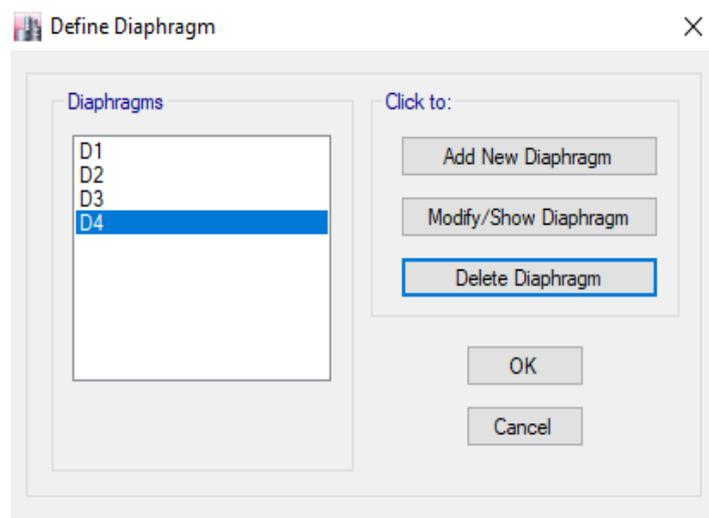 Define Diaphragm
Diaphragms
D1
D2
D3
D4
Click to:
Add New Diaphragm
Modify/Show Diaphragm
Delete Diaphragm
OK
Cancel